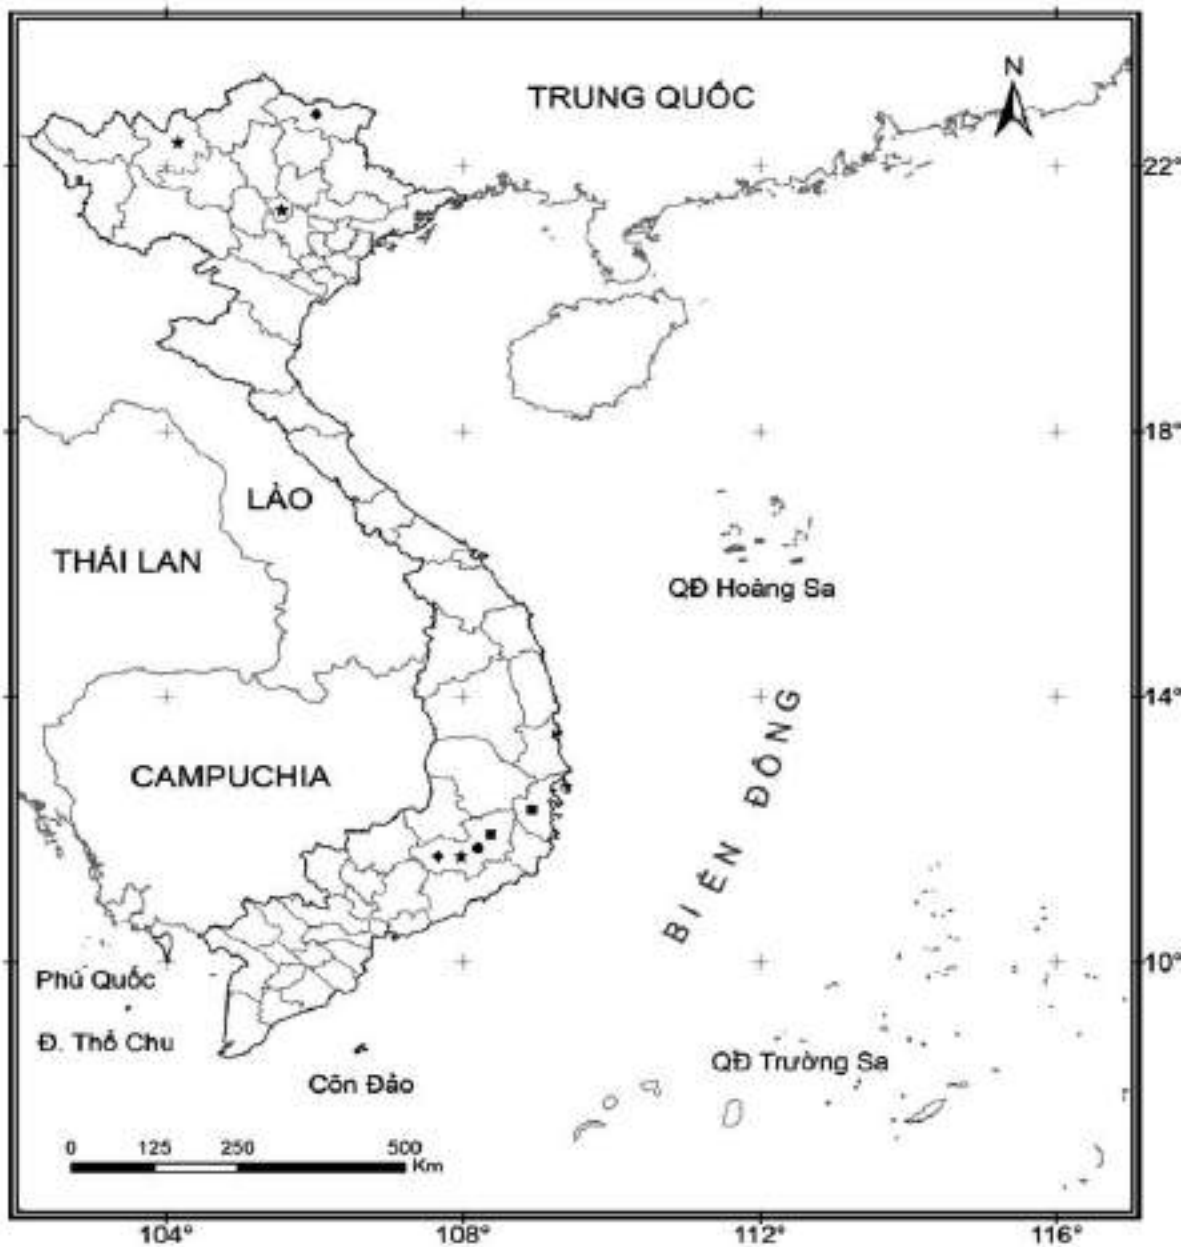 TRUNG QUỐC
N
22°
18°
LÀO
THÁI LAN
QĐ Hoàng Sa
14°
CAMPUCHIA
BIỂN ĐÔNG
10°
Phú Quốc
Đ. Thổ Chu
QĐ Trường Sa
Côn Đảo
0 125 250 500
Km
104° 108° 112° 116°